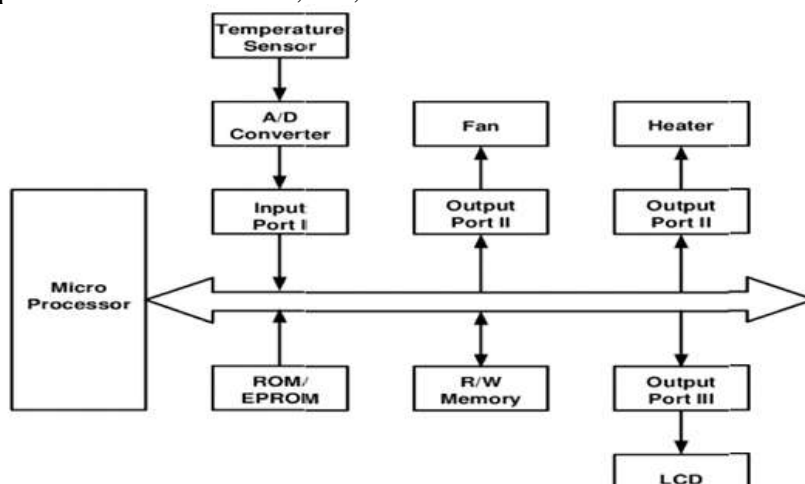 Temperature
Sensor
A/D
Converter
Fan
Heater
Input
Port I
Output
Port II
Output
Port II
Micro
Processor
ROM/
EPROM
R/W
Memory
Output
Port III
LCD